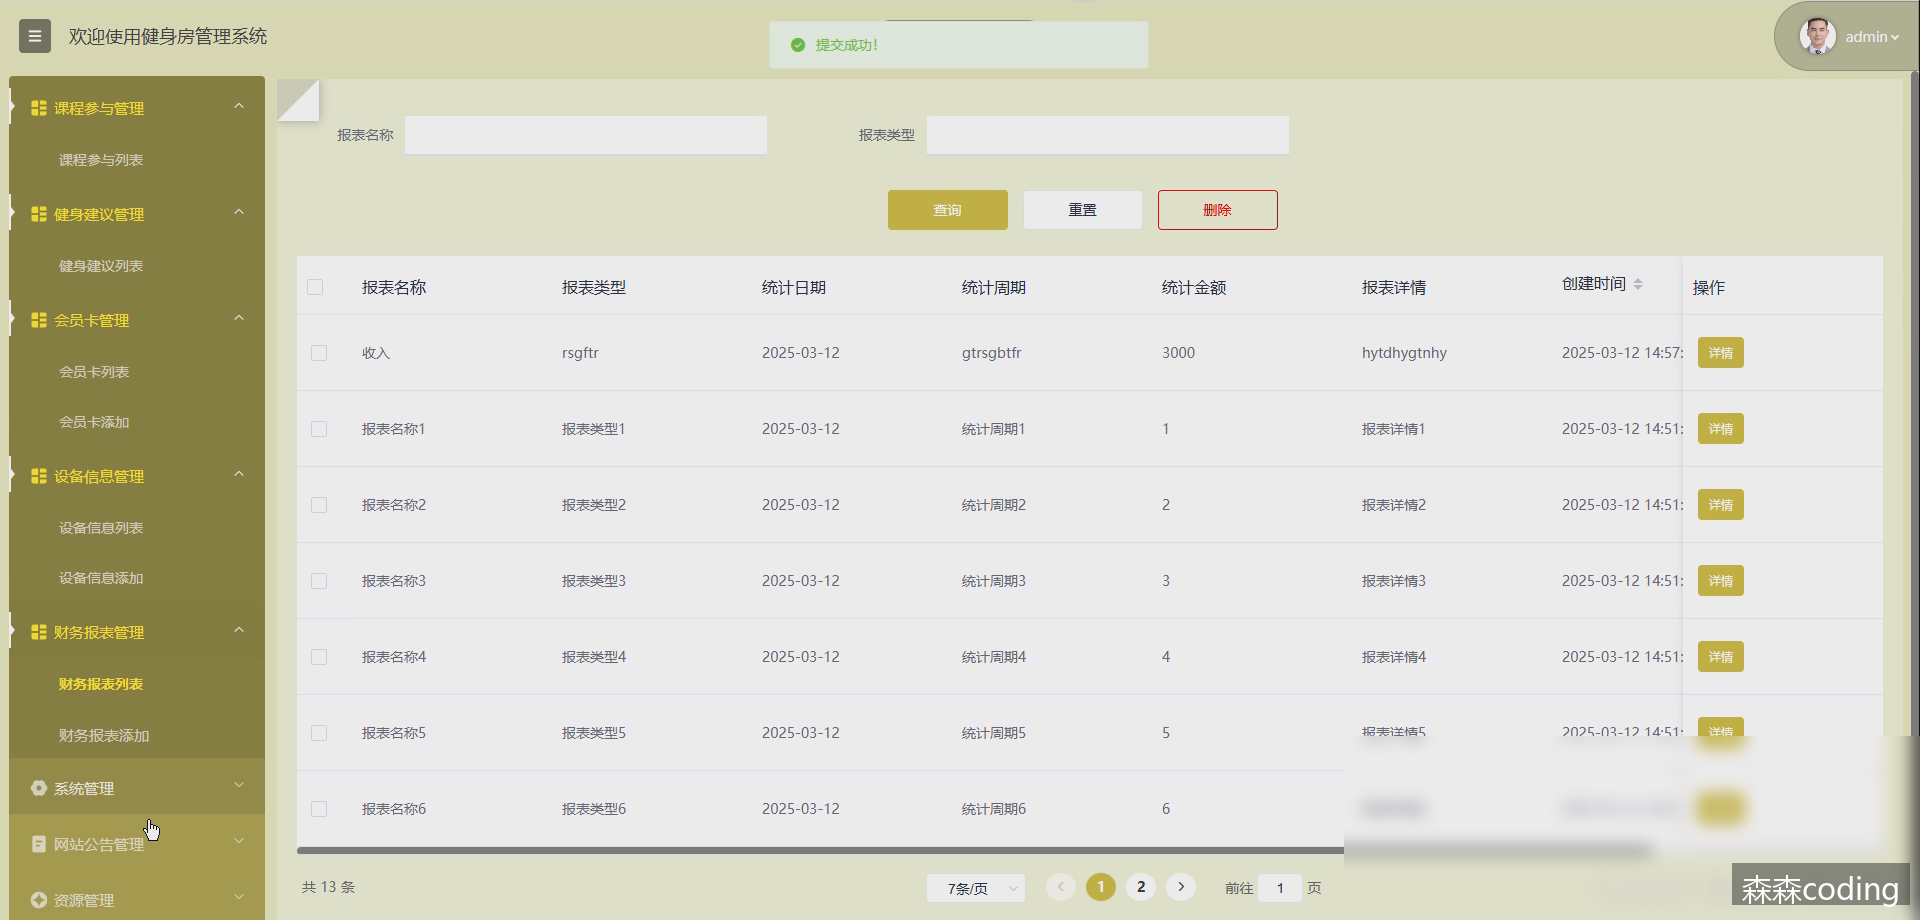 欢迎使用健身房管理系统
提交成功！
admin
课程参与管理
课程参与列表
健身建议管理
健身建议列表
会员卡管理
会员卡列表
会员卡添加
设备信息管理
设备信息列表
设备信息添加
财务报表管理
财务报表列表
财务报表添加
系统管理
网站公告管理
资源管理
报表名称 报表类型
查询 重置 删除
报表名称 报表类型 统计日期 统计周期 统计金额 报表详情 创建时间 操作
收入 rsgftr 2025-03-12 gtrsgbtfr 3000 hytdhygtnhy 2025-03-12 14:57: 详情
报表名称1 报表类型1 2025-03-12 统计周期1 1 报表详情1 2025-03-12 14:51: 详情
报表名称2 报表类型2 2025-03-12 统计周期2 2 报表详情2 2025-03-12 14:51: 详情
报表名称3 报表类型3 2025-03-12 统计周期3 3 报表详情3 2025-03-12 14:51: 详情
报表名称4 报表类型4 2025-03-12 统计周期4 4 报表详情4 2025-03-12 14:51: 详情
报表名称5 报表类型5 2025-03-12 统计周期5 5 报表详情5 2025-03-12 14:51: 详情
报表名称6 报表类型6 2025-03-12 统计周期6 6
共 13 条 7条/页 1 2 前往 1 页
森森coding